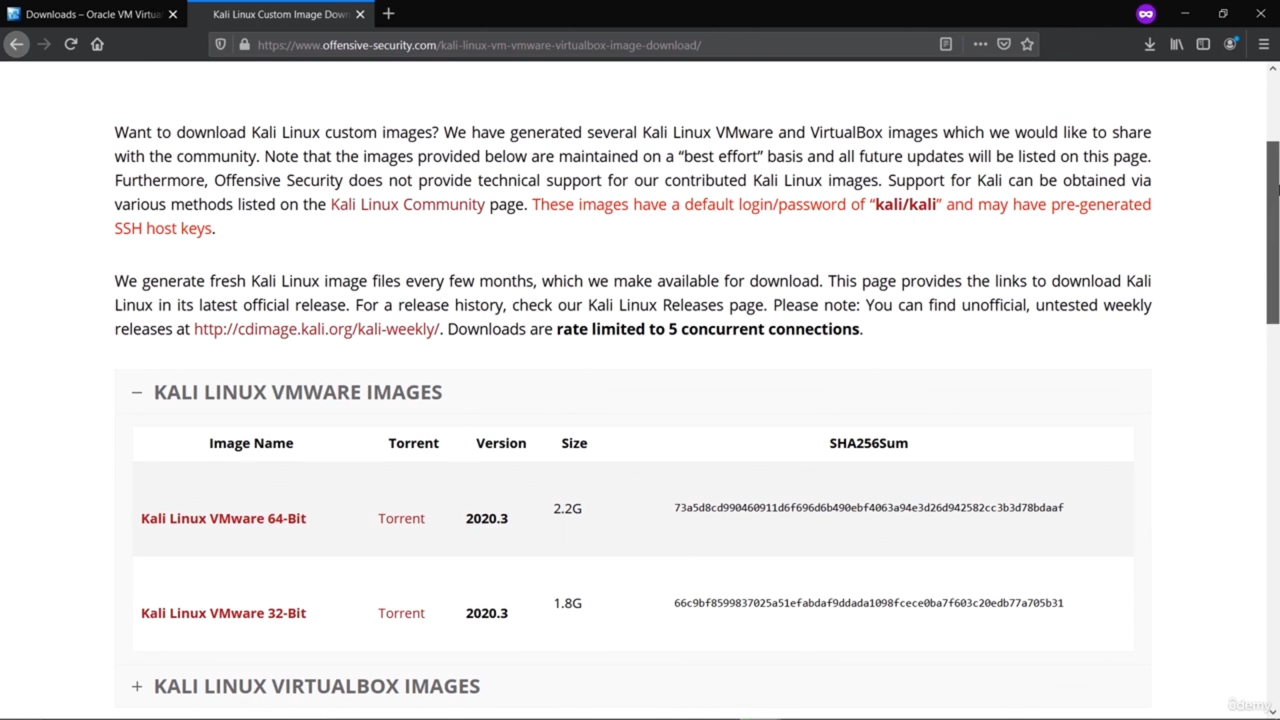 Downloads – Oracle VM Virtua
Kali Linux Custom Image Down
https://www.offensive-security.com/kali-linux-vm-vmware-virtualbox-image-download/
Want to download Kali Linux custom images? We have generated several Kali Linux VMware and VirtualBox images which we would like to share
with the community. Note that the images provided below are maintained on a “best effort” basis and all future updates will be listed on this page.
Furthermore, Offensive Security does not provide technical support for our contributed Kali Linux images. Support for Kali can be obtained via
various methods listed on the Kali Linux Community page. These images have a default login/password of “kali/kali” and may have pre-generated
SSH host keys.
We generate fresh Kali Linux image files every few months, which we make available for download. This page provides the links to download Kali
Linux in its latest official release. For a release history, check our Kali Linux Releases page. Please note: You can find unofficial, untested weekly
releases at http://cdimage.kali.org/kali-weekly/. Downloads are rate limited to 5 concurrent connections.
− KALI LINUX VMWARE IMAGES
Image Name Torrent Version Size SHA256Sum
Kali Linux VMware 64-Bit Torrent 2020.3 2.2G 73a5d8cd990460911d6f696d6b490ebf4063a94e3d26d942582cc3b3d78bdaaf
Kali Linux VMware 32-Bit Torrent 2020.3 1.8G 66c9bf8599837025a51efabdaf9ddada1098fcece0ba7f603c20edb77a705b31
+ KALI LINUX VIRTUALBOX IMAGES
ûdemy